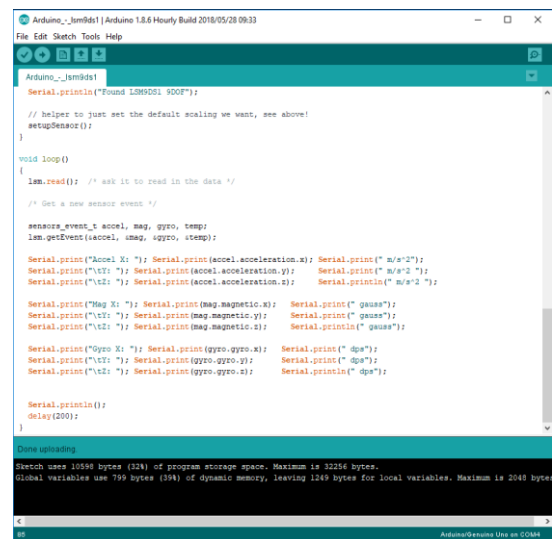 Arduino_-_lsm9ds1 | Arduino 1.8.6 Hourly Build 2018/05/28 09:33
File Edit Sketch Tools Help
Arduino_-_lsm9ds1
Serial.println("Found LSM9DS1 9DOF");
// helper to just set the default scaling we want, see above!
setupSensor();
}
void loop()
{
lsm.read();  /* ask it to read in the data */
/* Get a new sensor event */
sensors_event_t accel, mag, gyro, temp;
lsm.getEvent(&accel, &mag, &gyro, &temp);
Serial.print("Accel X: "); Serial.print(accel.acceleration.x); Serial.print(" m/s^2");
Serial.print("\tY: "); Serial.print(accel.acceleration.y);     Serial.print(" m/s^2 ");
Serial.print("\tZ: "); Serial.print(accel.acceleration.z);     Serial.println(" m/s^2 ");
Serial.print("Mag X: "); Serial.print(mag.magnetic.x);   Serial.print(" gauss");
Serial.print("\tY: "); Serial.print(mag.magnetic.y);     Serial.print(" gauss");
Serial.print("\tZ: "); Serial.print(mag.magnetic.z);     Serial.println(" gauss");
Serial.print("Gyro X: "); Serial.print(gyro.gyro.x);   Serial.print(" dps");
Serial.print("\tY: "); Serial.print(gyro.gyro.y);      Serial.print(" dps");
Serial.print("\tZ: "); Serial.print(gyro.gyro.z);      Serial.println(" dps");
Serial.println();
delay(200);
}
Done uploading.
Sketch uses 10598 bytes (32%) of program storage space. Maximum is 32256 bytes.
Global variables use 799 bytes (39%) of dynamic memory, leaving 1249 bytes for local variables. Maximum is 2048 byte
Arduino/Genuino Uno on COM4